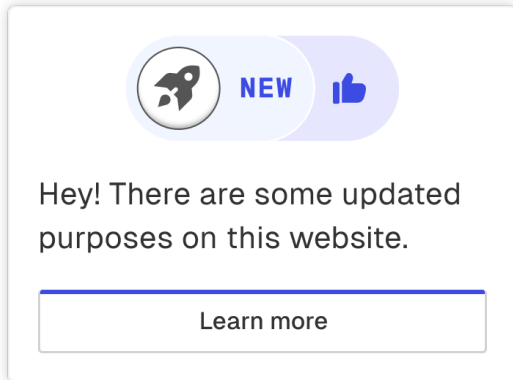 NEW
Hey! There are some updated
purposes on this website.
Learn more